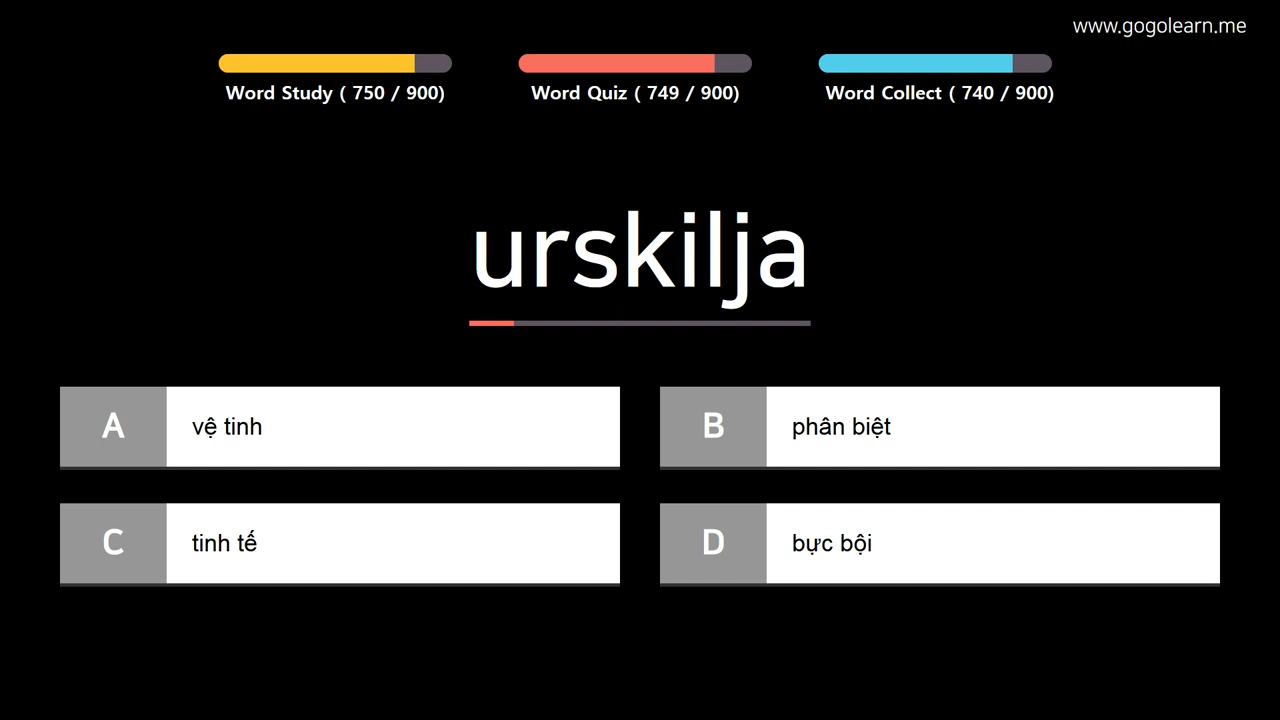 www.gogolearn.me
Word Study ( 750 / 900)
Word Quiz ( 749 / 900)
Word Collect ( 740 / 900)
urskilja
A vệ tinh
B phân biệt
C tinh tế
D bực bội